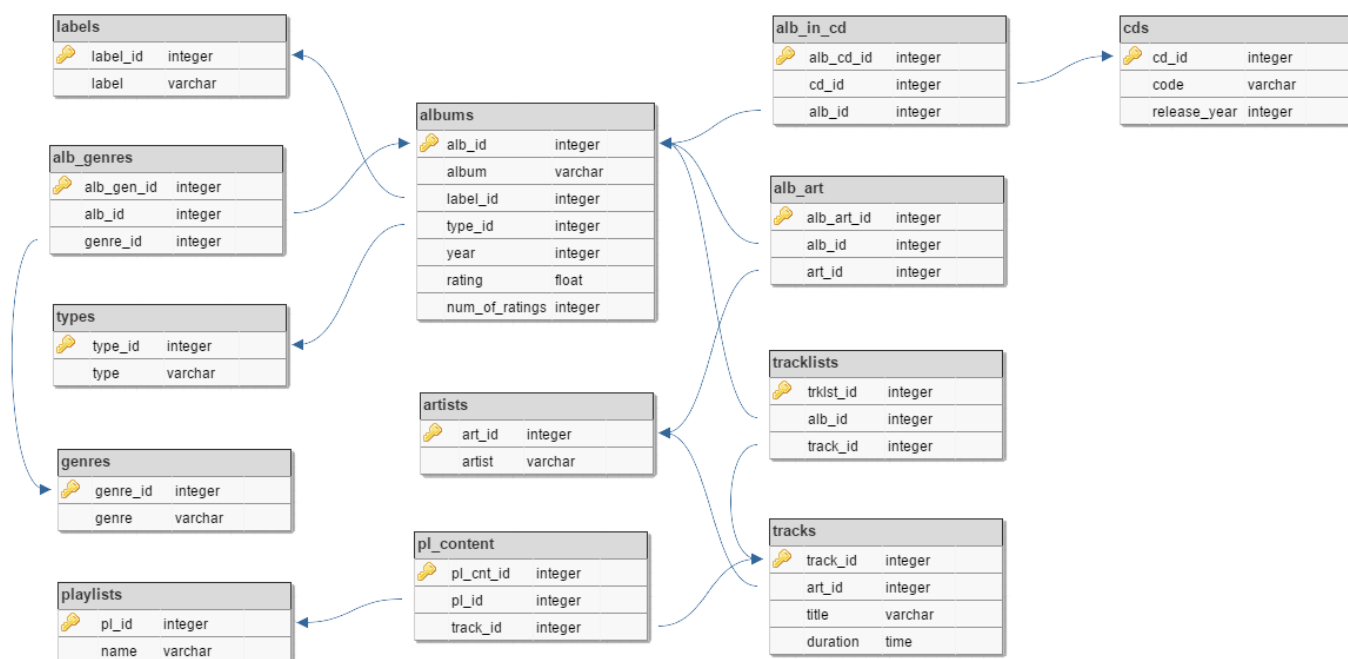 labels
label_id integer
label varchar
alb_genres
alb_gen_id integer
alb_id integer
genre_id integer
types
type_id integer
type varchar
genres
genre_id integer
genre varchar
playlists
pl_id integer
name varchar
albums
alb_id integer
album varchar
label_id integer
type_id integer
year integer
rating float
num_of_ratings integer
artists
art_id integer
artist varchar
pl_content
pl_cnt_id integer
pl_id integer
track_id integer
alb_in_cd
alb_cd_id integer
cd_id integer
alb_id integer
alb_art
alb_art_id integer
alb_id integer
art_id integer
tracklists
trklst_id integer
alb_id integer
track_id integer
tracks
track_id integer
art_id integer
title varchar
duration time
cds
cd_id integer
code varchar
release_year integer